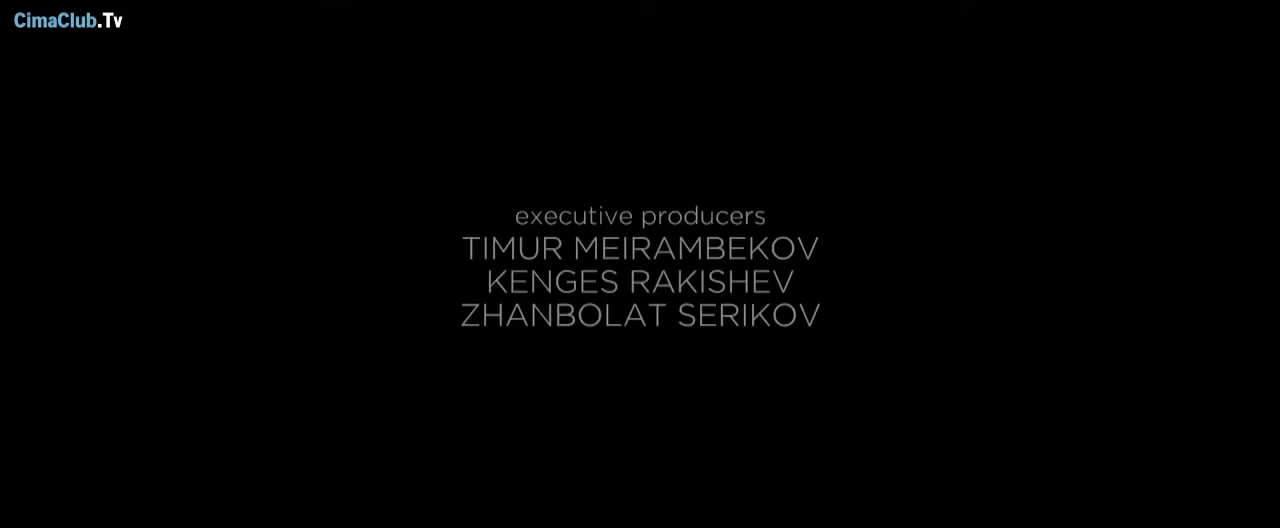 CimaClub.Tv
executive producers
TIMUR MEIRAMBEKOV
KENGES RAKISHEV
ZHANBOLAT SERIKOV